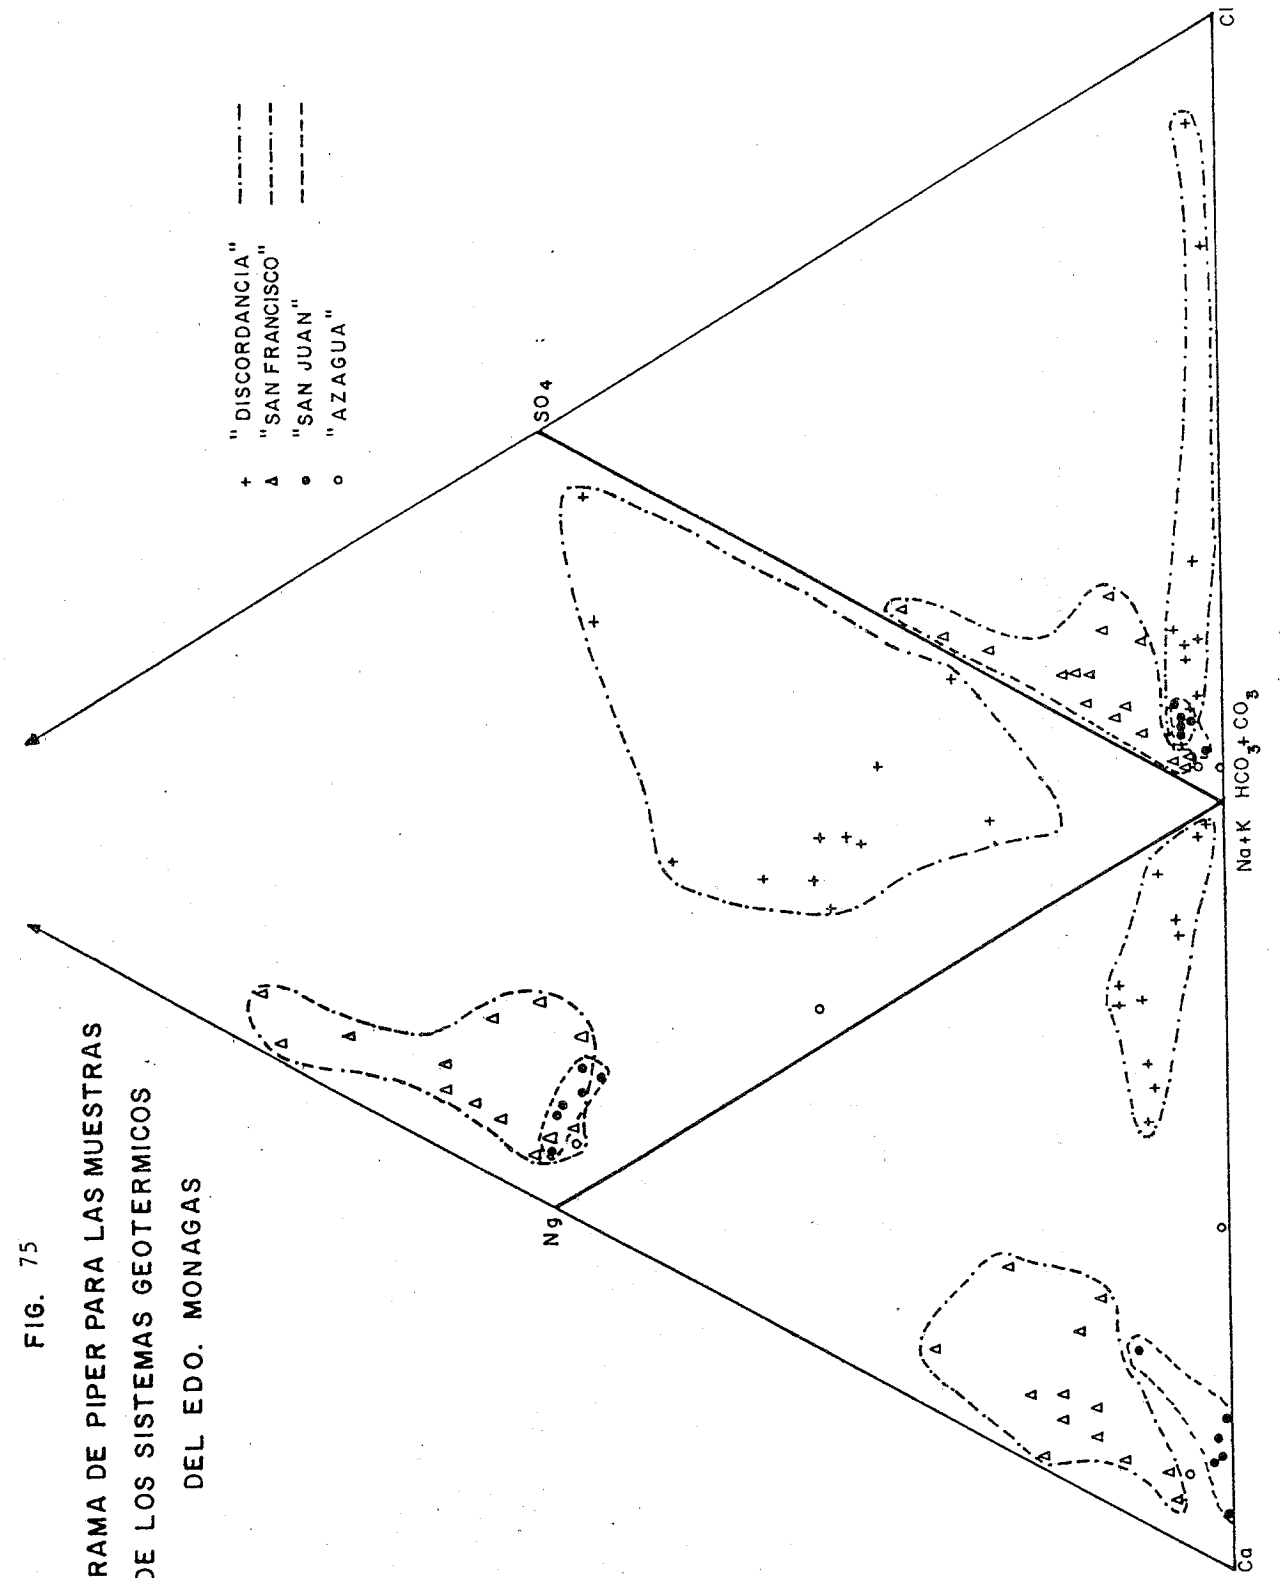 FIG. 75
RAMA DE PIPER PARA LAS MUESTRAS
DE LOS SISTEMAS GEOTERMICOS
DEL EDO. MONAGAS
+ "DISCORDANCIA"
Δ "SAN FRANCISCO"
● "SAN JUAN"
○ "AZAGUA"
SO4
Ng
Ca
Na+K
HCO3+CO3
Cl